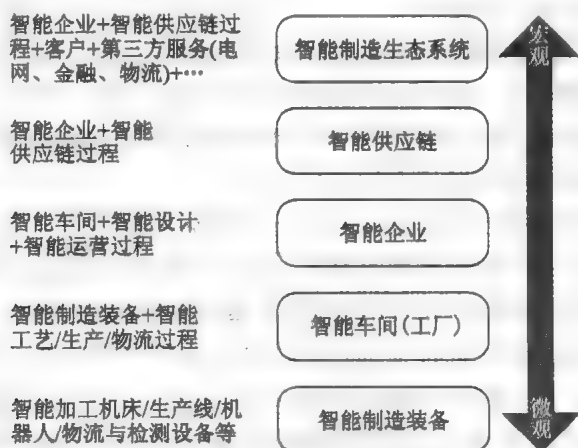 智能企业+智能供应链过
程+客户+第三方服务(电
网、金融、物流)+…
智能制造生态系统
宏观
智能企业+智能
供应链过程
智能供应链
智能车间+智能设计
+智能运营过程
智能企业
智能制造装备+智能
工艺/生产/物流过程
智能车间(工厂)
智能加工机床/生产线/机
器人/物流与检测设备等
智能制造装备
微观